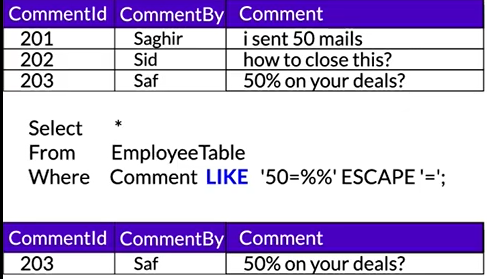 CommentId CommentBy Comment
201 Saghir i sent 50 mails
202 Sid how to close this?
203 Saf 50% on your deals?
Select *
From EmployeeTable
Where Comment LIKE '50=%%' ESCAPE '=';
CommentId CommentBy Comment
203 Saf 50% on your deals?